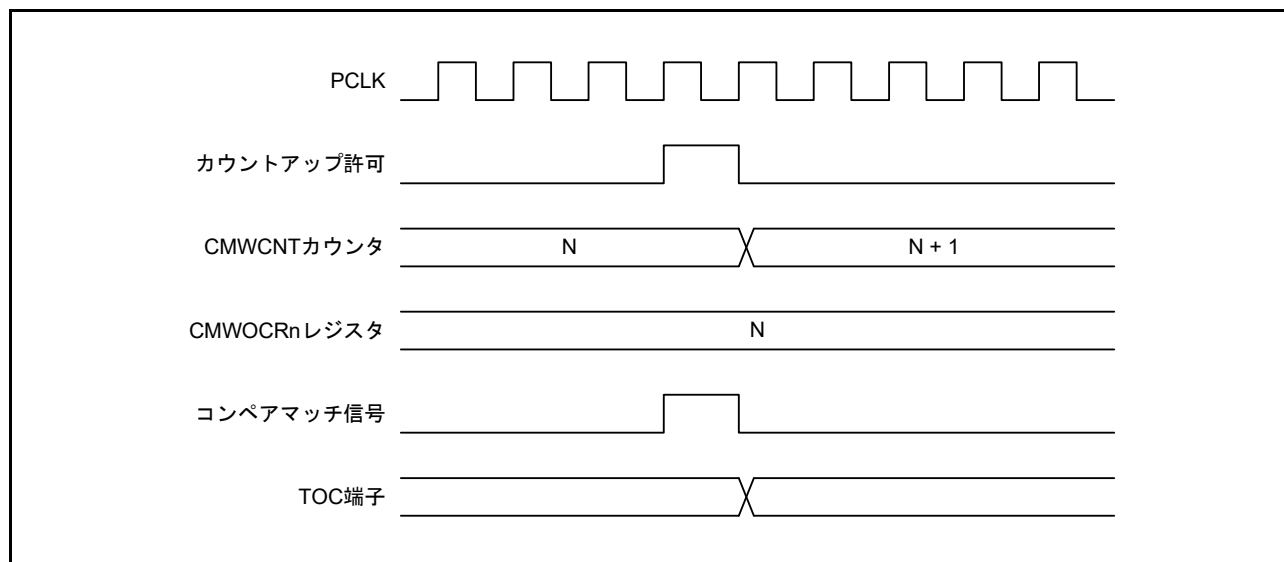 PCLK
カウントアップ許可
CMWCNTカウンタ
N
N + 1
CMWOCRnレジスタ
N
コンペアマッチ信号
TOC端子